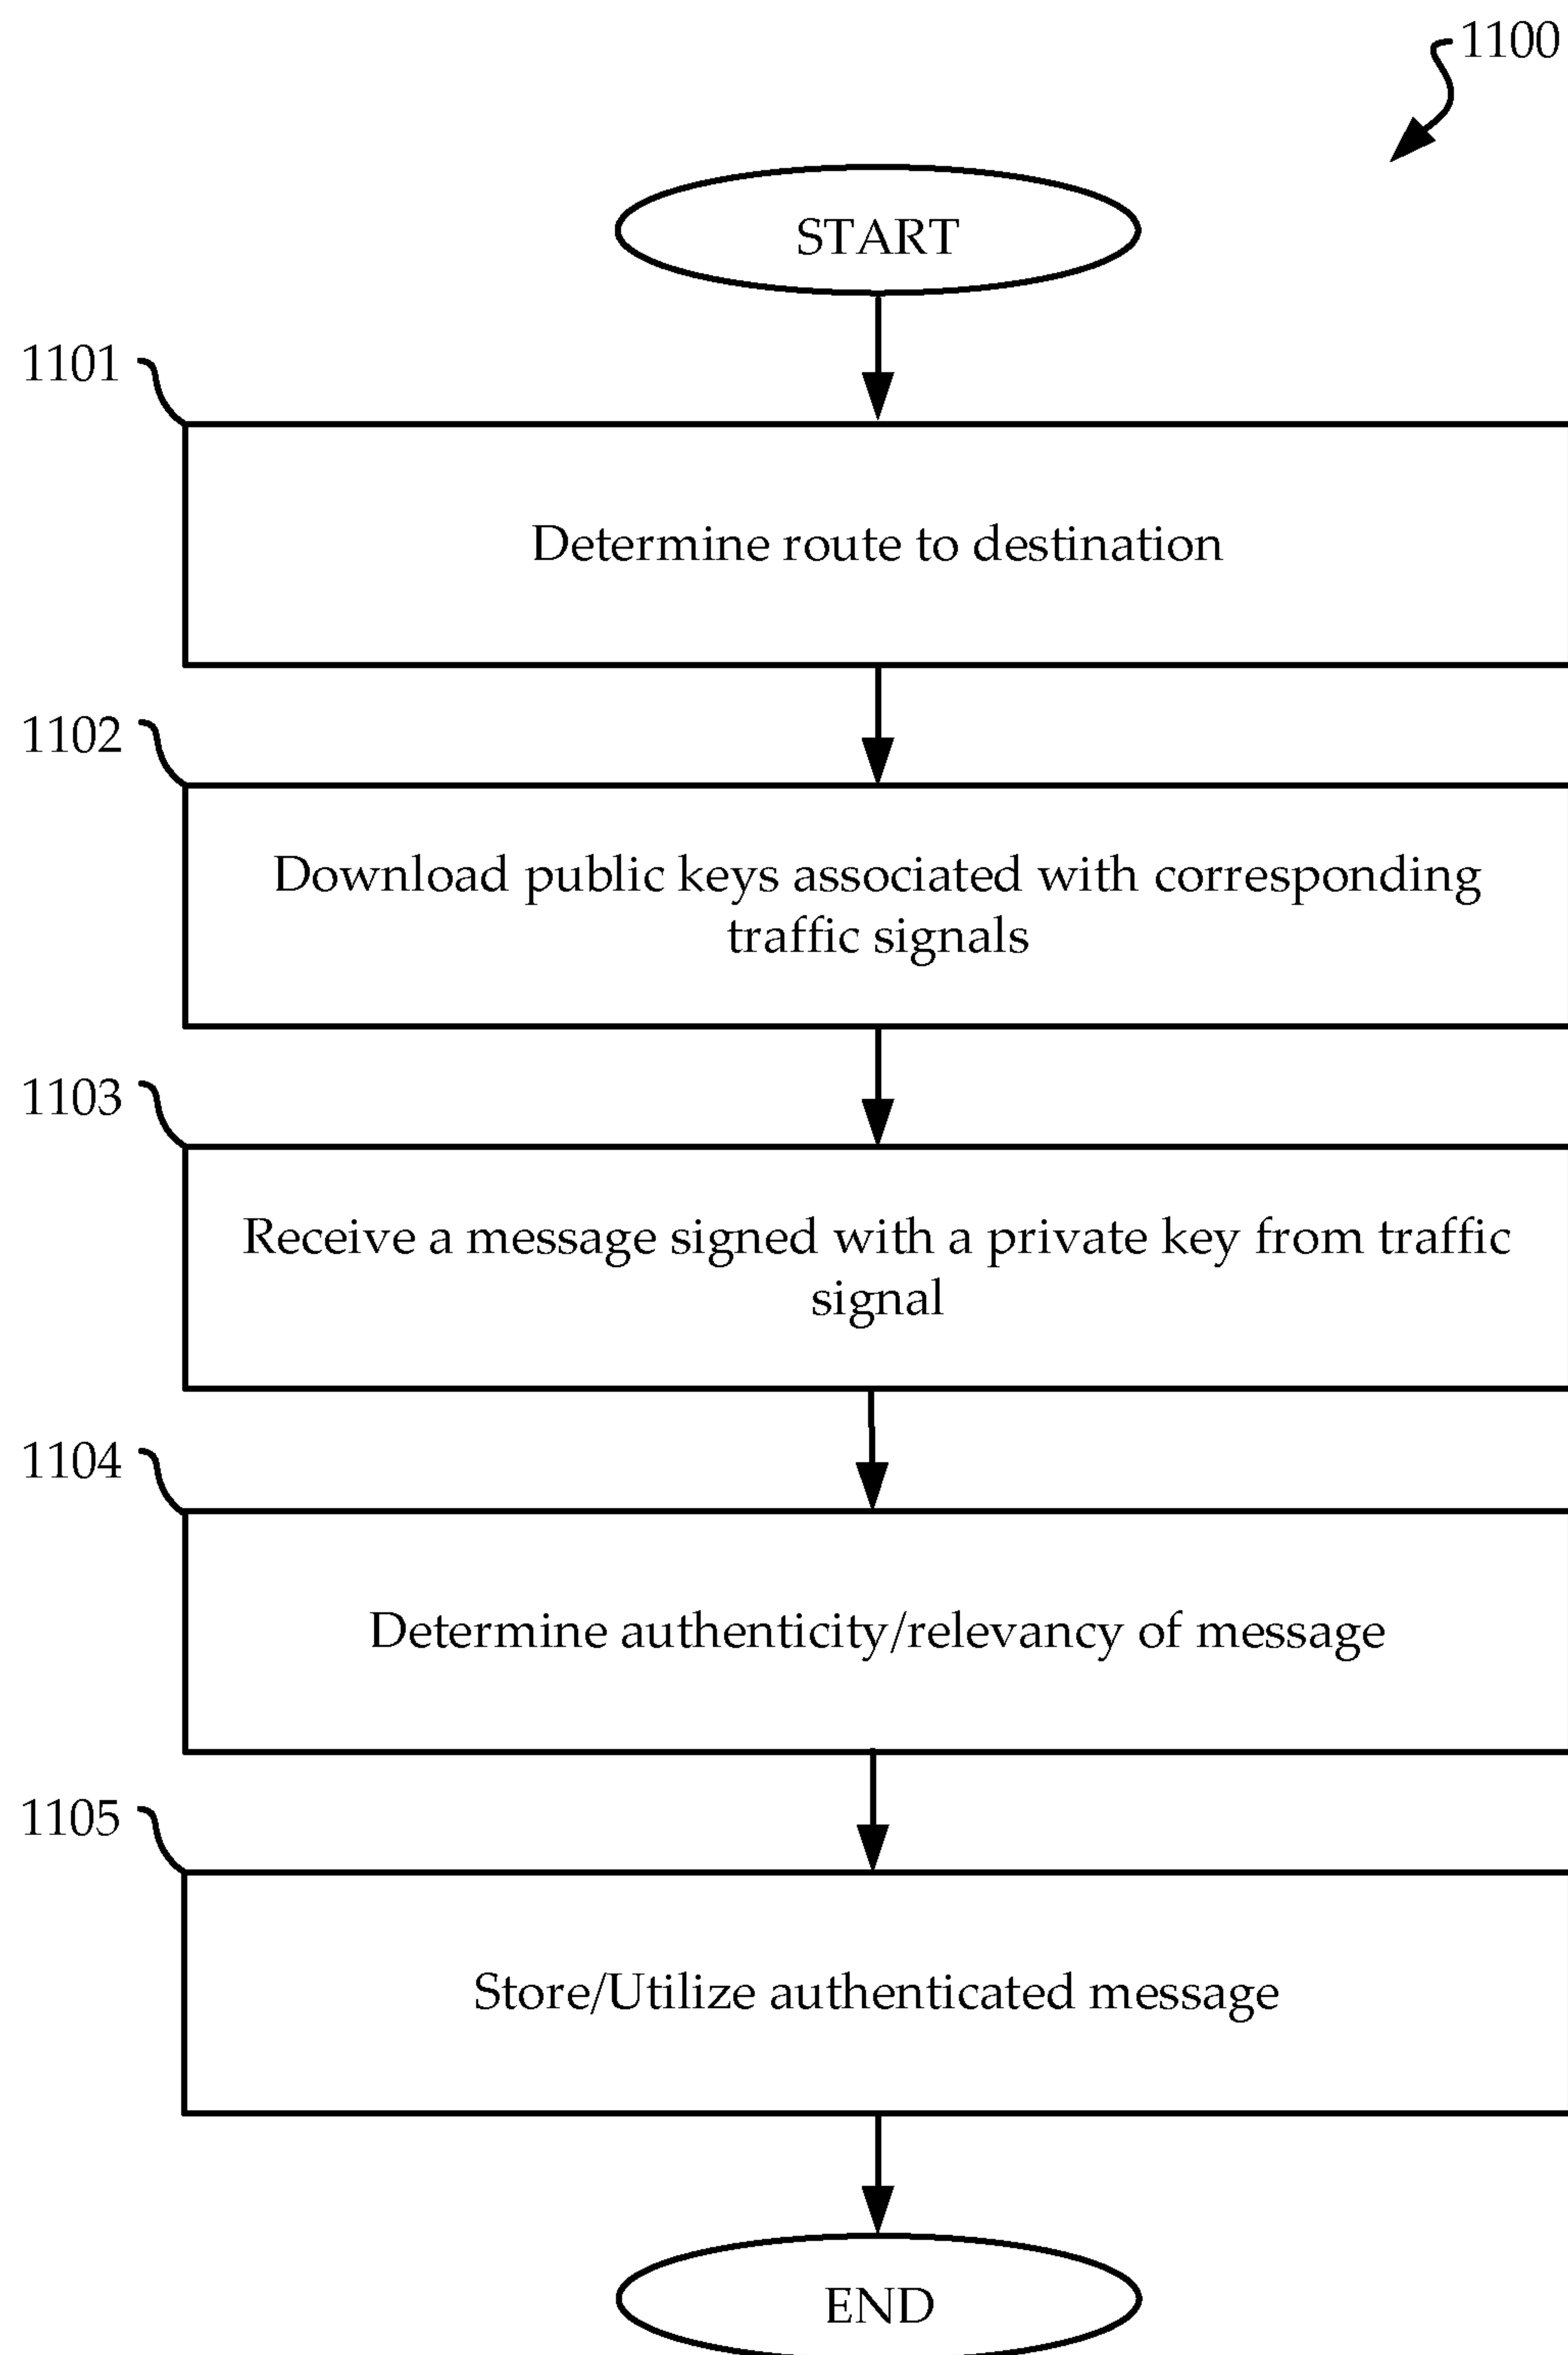 1100
START
1101
Determine route to destination
1102
Download public keys associated with corresponding
traffic signals
1103
Receive a message signed with a private key from traffic
signal
1104
Determine authenticity/relevancy of message
1105
Store/Utilize authenticated message
END